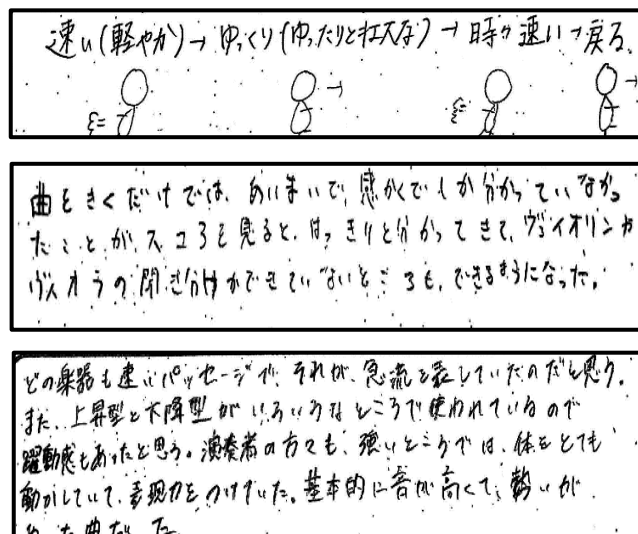 速い(軽やか)→ゆっくり(ゆったりと壮大な)→時々速い→戻る。
曲をきくだけでは、あいまいで、感かくでしか分かっていなかっ
たことが、スコアを見ると、はっきりと分かってきて、ヴァイオリンか
ヴィオラの聞き分けができていないところも、できるようになった。
どの楽器も速いパッセージで、それが、急流を表していたのだと思う。
また、上昇型と下降型がいろいろなところで使われているので
躍動感もあったと思う。演奏者の方々も、強いところでは、体をとても
動かしていて、表現力をつけていた。基本的に音が高くて、勢いが
あった曲だった